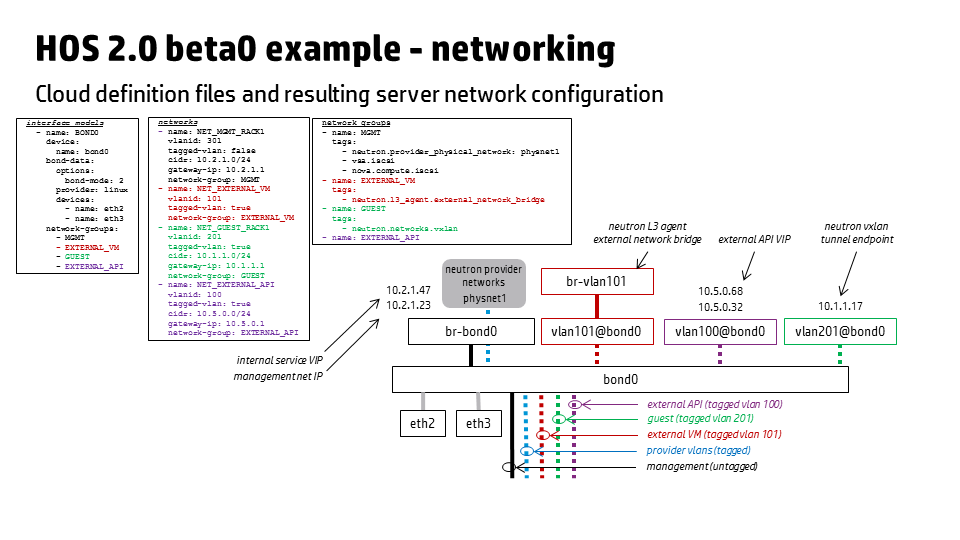 HOS 2.0 beta0 example - networking
Cloud definition files and resulting server network configuration
interface models
- name: BOND0
device:
name: bond0
bond-data:
options:
bond-mode: 2
provider: linux
devices:
- name: eth2
- name: eth3
network-groups:
- MGMT
- EXTERNAL_VM
- GUEST
- EXTERNAL_API
networks
- name: NET_MGMT_RACK1
vlanid: 301
tagged-vlan: false
cidr: 10.2.1.0/24
gateway-ip: 10.2.1.1
network-group: MGMT
- name: NET_EXTERNAL_VM
vlanid: 101
tagged-vlan: true
network-group: EXTERNAL_VM
- name: NET_GUEST_RACK1
vlanid: 201
tagged-vlan: true
cidr: 10.1.1.0/24
gateway-ip: 10.1.1.1
network-group: GUEST
- name: NET_EXTERNAL_API
vlanid: 100
tagged-vlan: true
cidr: 10.5.0.0/24
gateway-ip: 10.5.0.1
network-group: EXTERNAL_API
network groups
- name: MGMT
tags:
- neutron.provider_physical_network: physnet1
- vsa.iscsi
- nova.compute.iscsi
- name: EXTERNAL_VM
tags:
- neutron.l3_agent.external_network_bridge
- name: GUEST
tags:
- neutron.networks.vxlan
- name: EXTERNAL_API
neutron L3 agent
external network bridge
external API VIP
neutron vxlan
tunnel endpoint
neutron provider
networks
physnet1
br-vlan101
10.2.1.47
10.2.1.23
10.5.0.68
10.5.0.32
10.1.1.17
br-bond0
vlan101@bond0
vlan100@bond0
vlan201@bond0
internal service VIP
management net IP
bond0
eth2
eth3
external API (tagged vlan 100)
guest (tagged vlan 201)
external VM (tagged vlan 101)
provider vlans (tagged)
management (untagged)